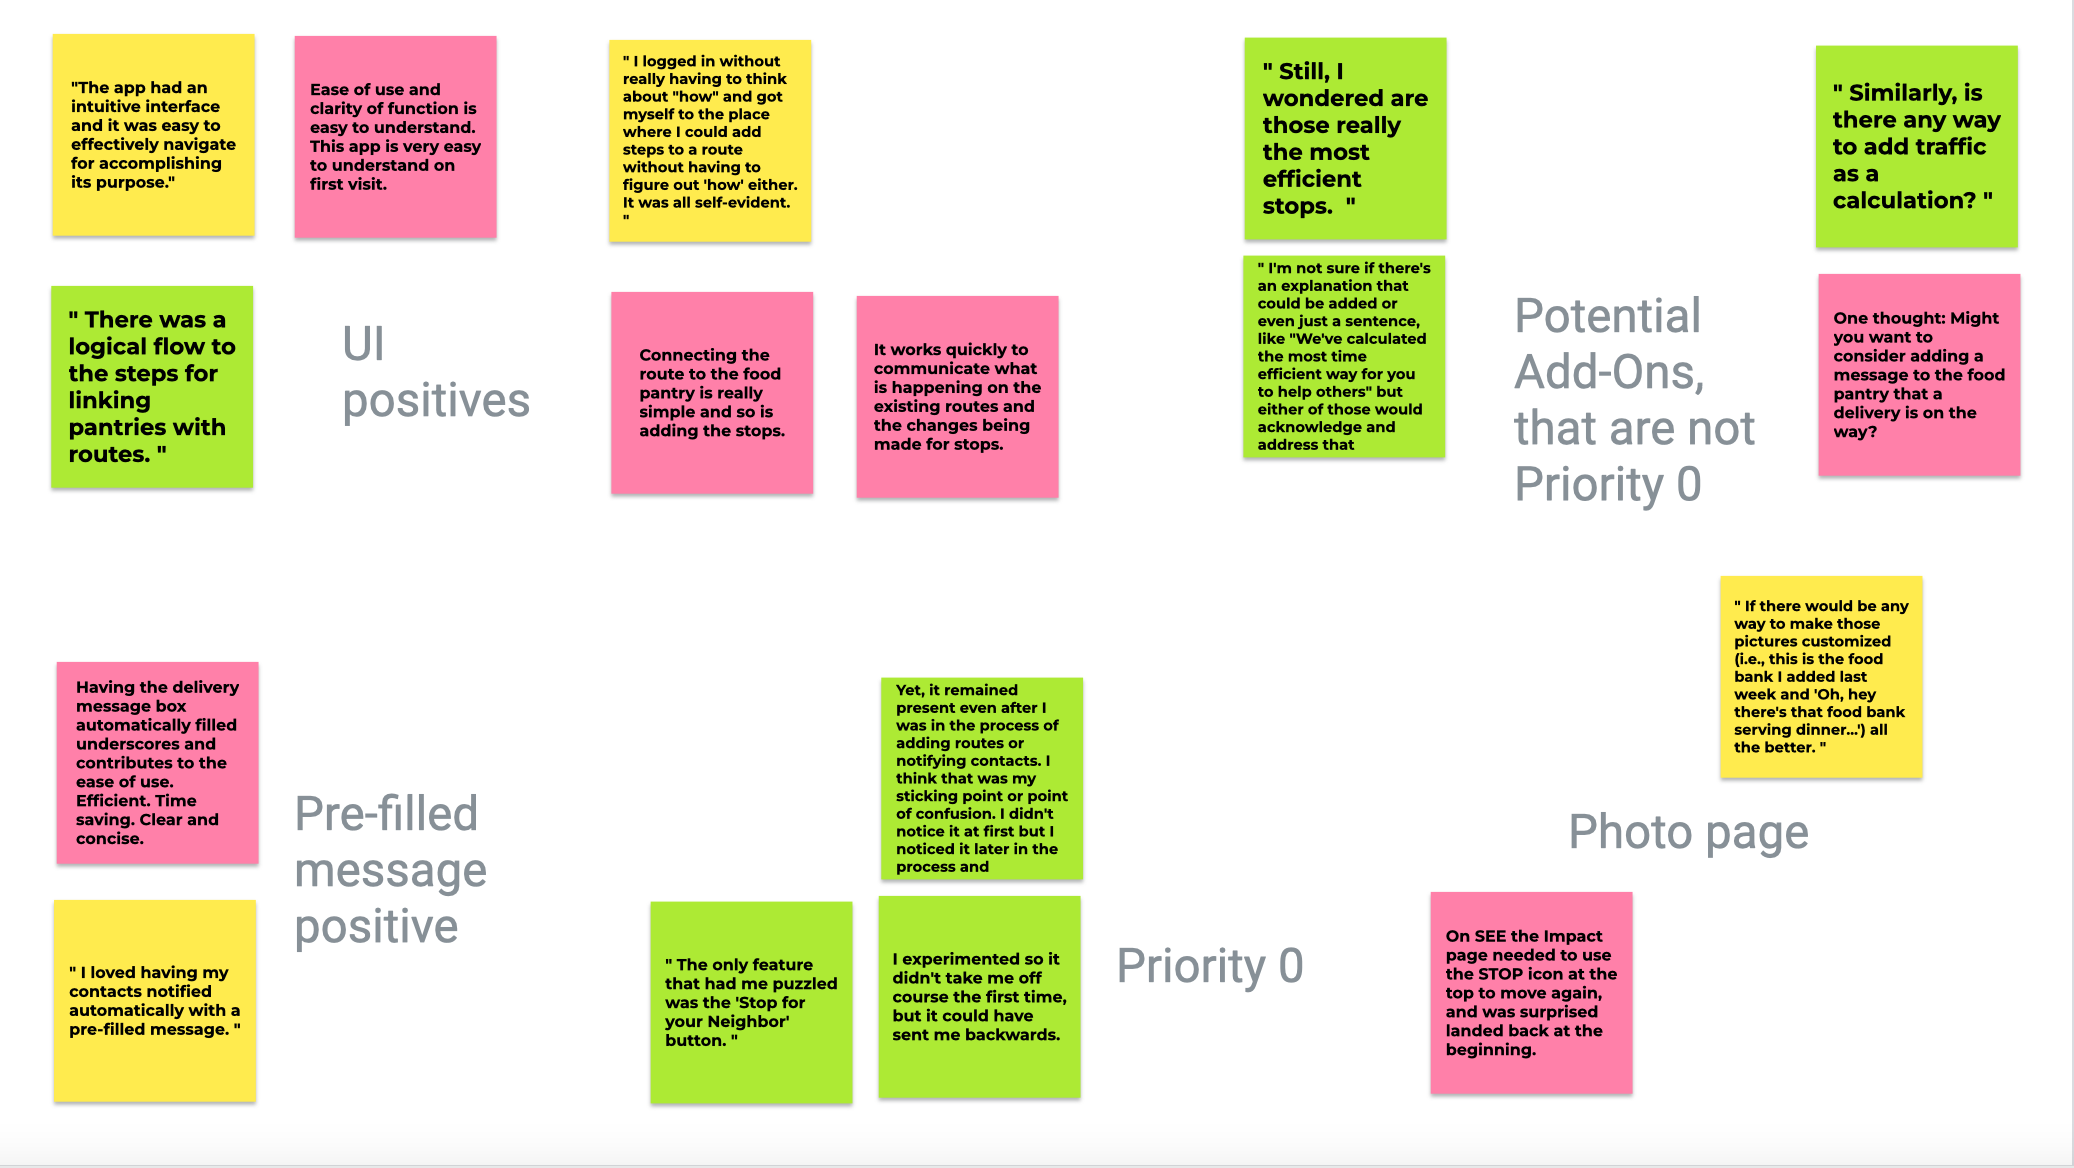 "The app had an
intuitive interface
and it was easy to
effectively navigate
for accomplishing
its purpose."
Ease of use and
clarity of function is
easy to understand.
This app is very easy
to understand on
first visit.
" I logged in without
really having to think
about "how" and got
myself to the place
where I could add
steps to a route
without having to
figure out 'how' either.
It was all self-evident.
"
" There was a
logical flow to
the steps for
linking
pantries with
routes. "
UI
positives
Connecting the
route to the food
pantry is really
simple and so is
adding the stops.
It works quickly to
communicate what
is happening on the
existing routes and
the changes being
made for stops.
" Still, I
wondered are
those really
the most
efficient
stops.  "
" I'm not sure if there's
an explanation that
could be added or
even just a sentence,
like "We've calculated
the most time
efficient way for you
to help others" but
either of those would
acknowledge and
address that
Potential
Add-Ons,
that are not
Priority 0
" Similarly, is
there any way
to add traffic
as a
calculation? "
One thought: Might
you want to
consider adding a
message to the food
pantry that a
delivery is on the
way?
Having the delivery
message box
automatically filled
underscores and
contributes to the
ease of use.
Efficient. Time
saving. Clear and
concise.
" I loved having my
contacts notified
automatically with a
pre-filled message. "
Pre-filled
message
positive
Yet, it remained
present even after I
was in the process of
adding routes or
notifying contacts. I
think that was my
sticking point or point
of confusion. I didn't
notice it at first but I
noticed it later in the
process and
" The only feature
that had me puzzled
was the 'Stop for
your Neighbor'
button. "
I experimented so it
didn't take me off
course the first time,
but it could have
sent me backwards.
Priority 0
" If there would be any
way to make those
pictures customized
(i.e., this is the food
bank I added last
week and 'Oh, hey
there's that food bank
serving dinner...') all
the better. "
Photo page
On SEE the Impact
page needed to use
the STOP icon at the
top to move again,
and was surprised
landed back at the
beginning.